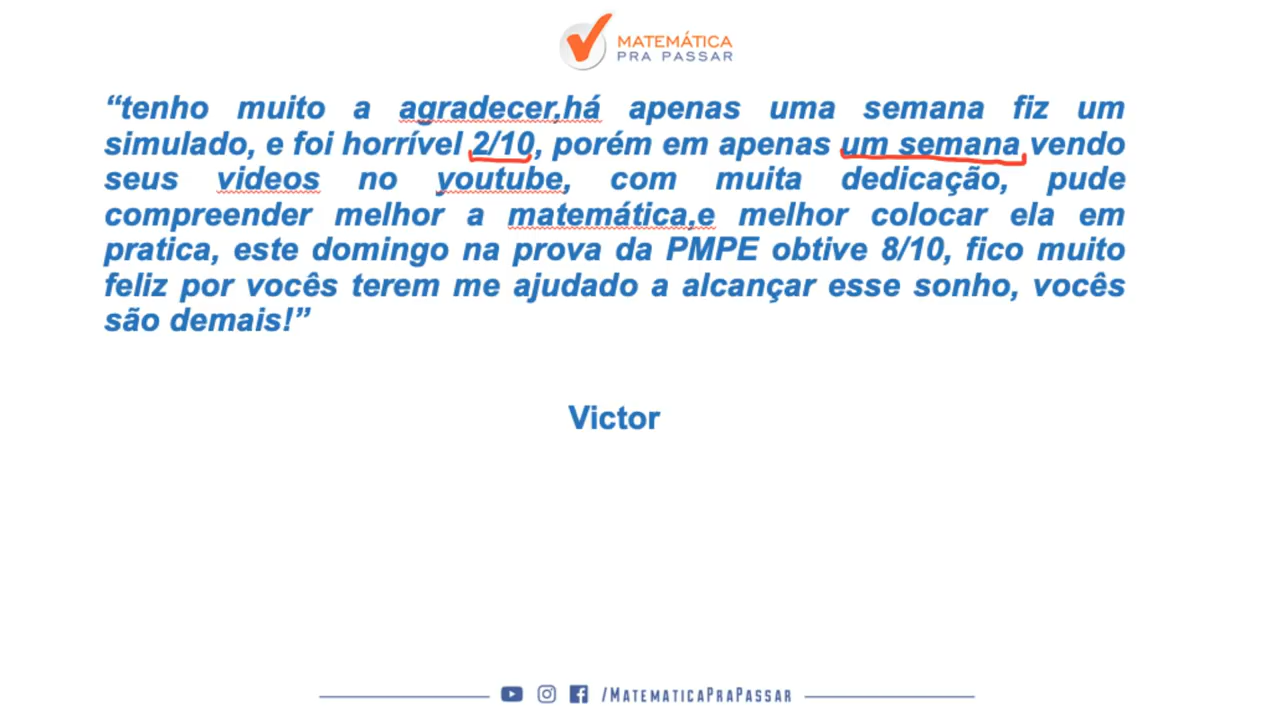 MATEMÁTICA
PRA PASSAR
“tenho muito a agradecer,há apenas uma semana fiz um
simulado, e foi horrível 2/10, porém em apenas um semana vendo
seus videos no youtube, com muita dedicação, pude
compreender melhor a matemática,e melhor colocar ela em
pratica, este domingo na prova da PMPE obtive 8/10, fico muito
feliz por vocês terem me ajudado a alcançar esse sonho, vocês
são demais!”
Victor
/MATEMATICAPRAPASSAR